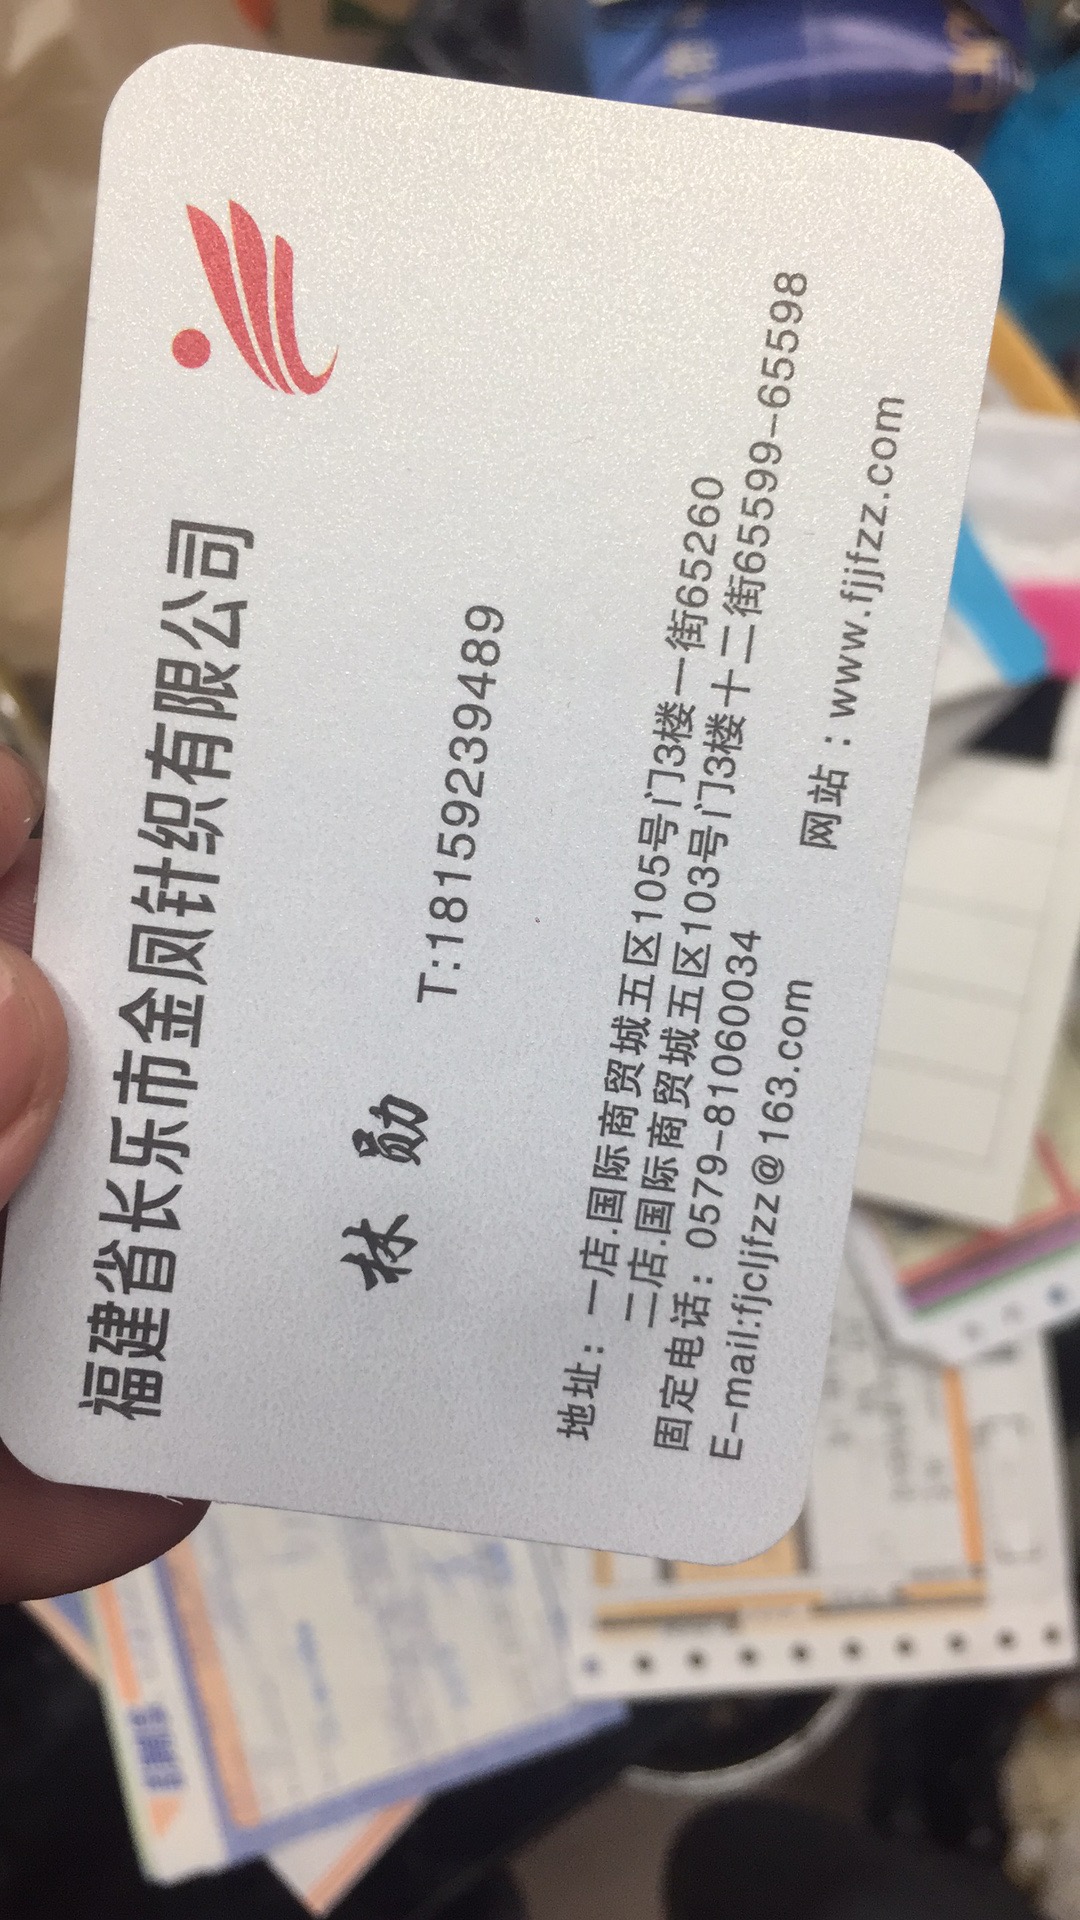 福建省长乐市金凤针织有限公司
林 勋 T:18159239489
地址：一店.国际商贸城五区105号门3楼一街65260
二店.国际商贸城五区103号门3楼十二街65599-65598
固定电话：0579-81060034
E-mail:fjcljfzz@163.com 网站：www.fjjfzz.com